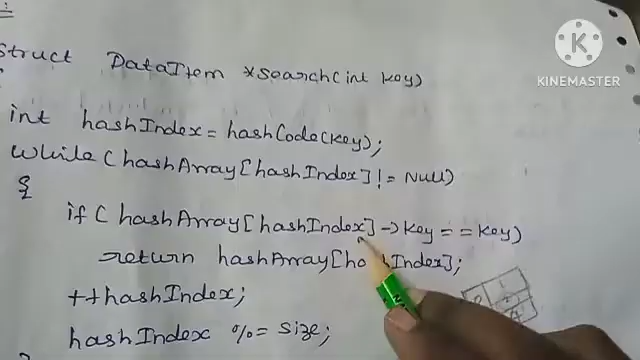 struct DataItem *search(int key)
{
int hashIndex = hashCode(key);
while (hashArray[hashIndex] != Null)
{
if (hashArray[hashIndex] -> key == key)
return hashArray[hashIndex];
++hashIndex;
hashIndex %= size;
K
KINEMASTER